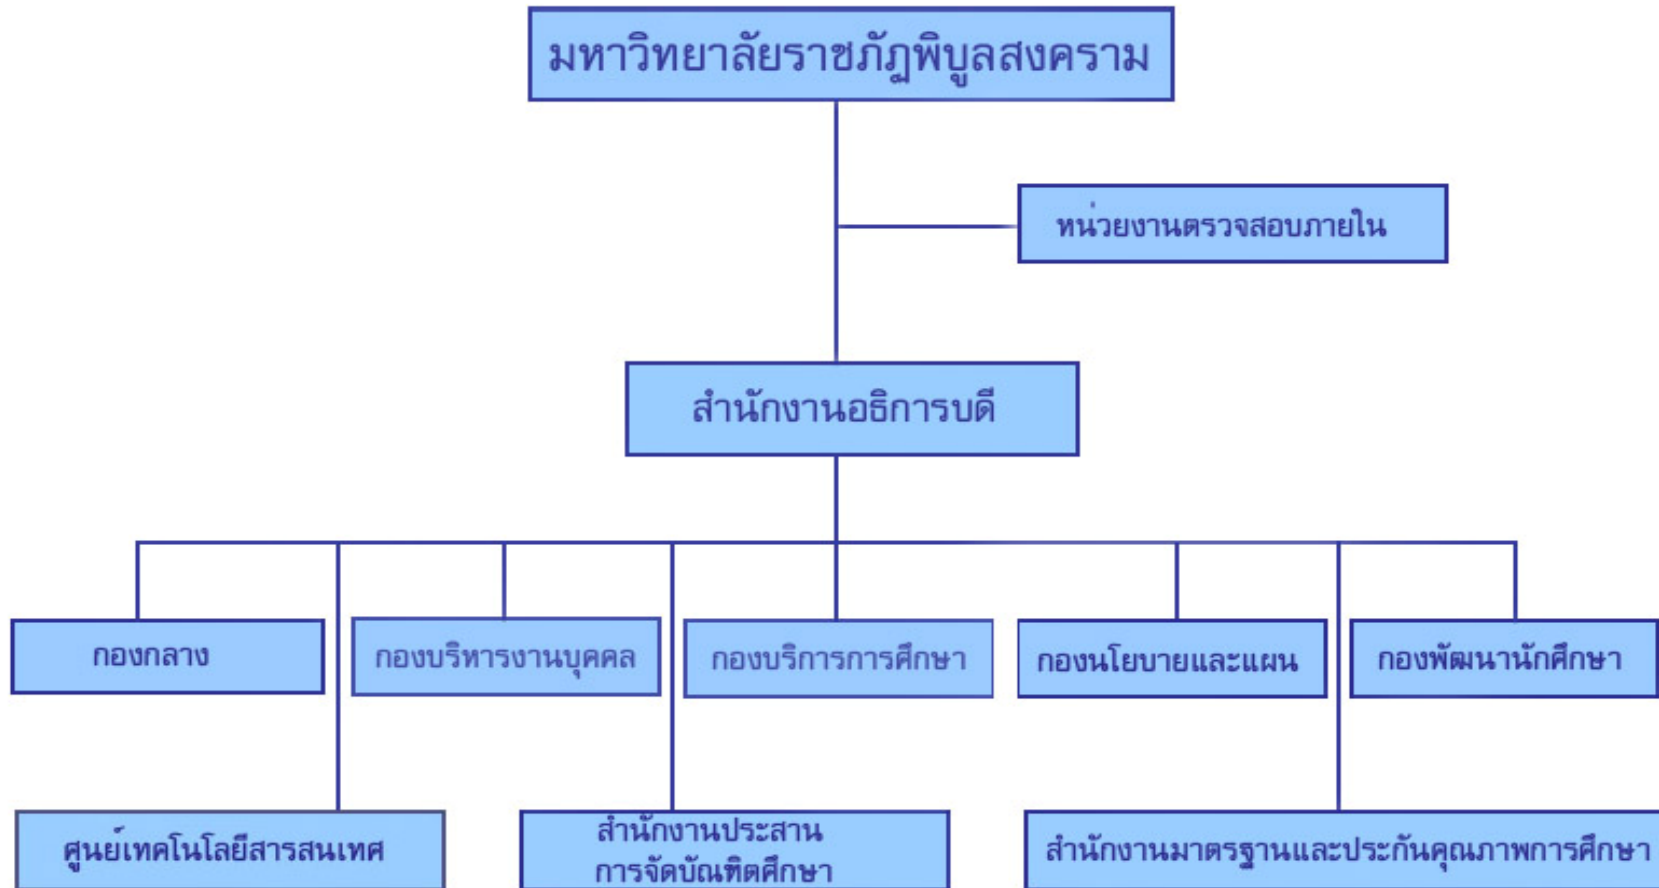 มหาวิทยาลัยราชภัฏพิบูลสงคราม
หน่วยงานตรวจสอบภายใน
สำนักงานอธิการบดี
กองกลาง
กองบริหารงานบุคคล
กองบริการการศึกษา
กองนโยบายและแผน
กองพัฒนานักศึกษา
ศูนย์เทคโนโลยีสารสนเทศ
สำนักงานประสาน
การจัดบัณฑิตศึกษา
สำนักงานมาตรฐานและประกันคุณภาพการศึกษา